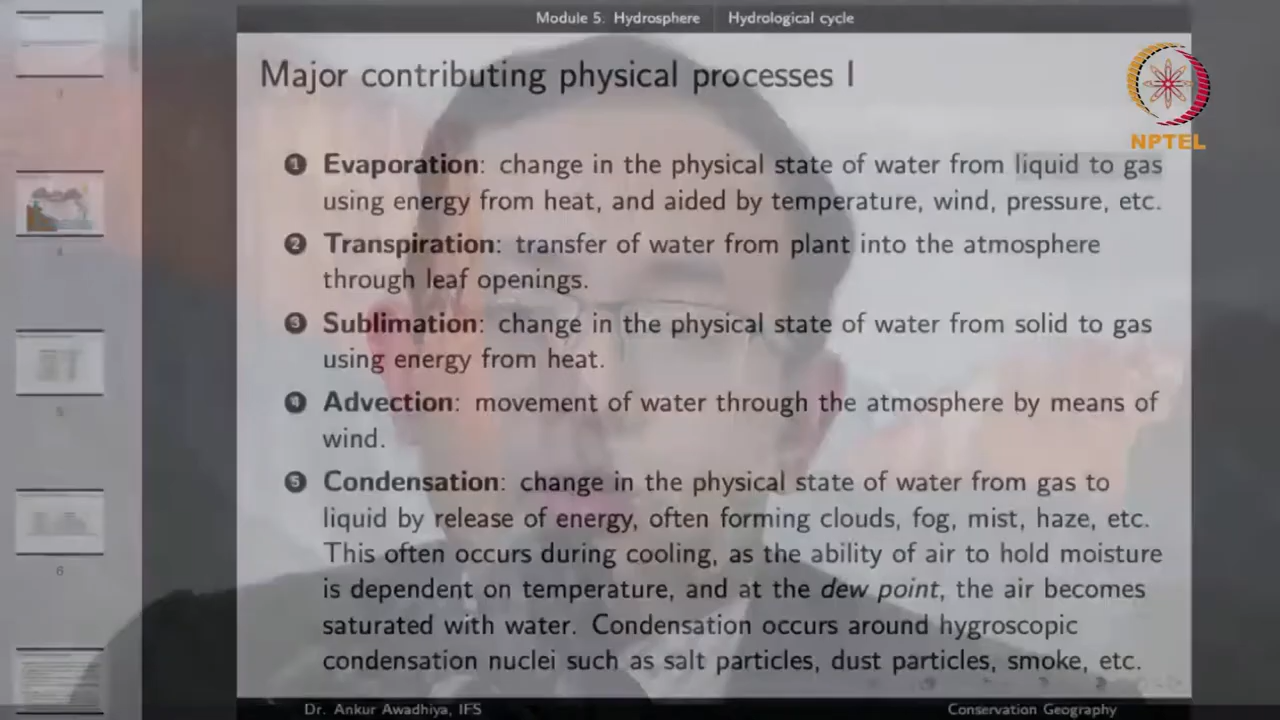 Module 5: Hydrosphere Hydrological cycle
Major contributing physical processes I
NPTEL
1 Evaporation: change in the physical state of water from liquid to gas
using energy from heat, and aided by temperature, wind, pressure, etc.
2 Transpiration: transfer of water from plant into the atmosphere
through leaf openings.
3 Sublimation: change in the physical state of water from solid to gas
using energy from heat.
4 Advection: movement of water through the atmosphere by means of
wind.
5 Condensation: change in the physical state of water from gas to
liquid by release of energy, often forming clouds, fog, mist, haze, etc.
This often occurs during cooling, as the ability of air to hold moisture
is dependent on temperature, and at the dew point, the air becomes
saturated with water. Condensation occurs around hygroscopic
condensation nuclei such as salt particles, dust particles, smoke, etc.
5
6
Dr. Ankur Awadhiya, IFS Conservation Geography